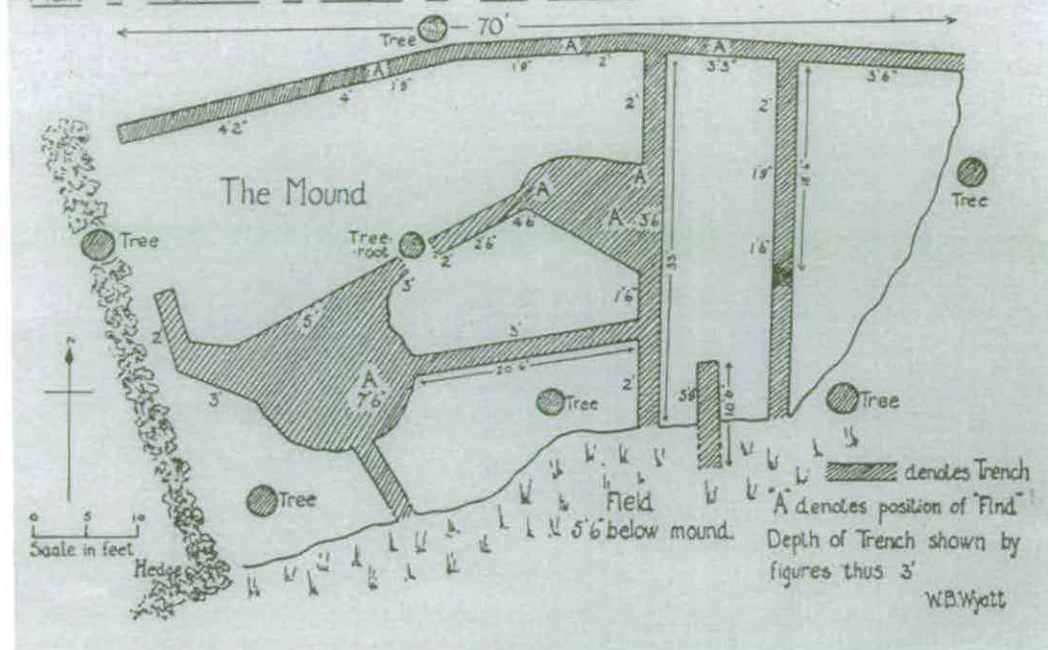 70'
Tree
A
A
A
4'2"
4'
1'9"
1'9"
2'
3'3"
3'6"
2'
2'
The Mound
Tree
Tree-
root
A
A
A
3'6
4'6
2'6"
2'
5'
1'9"
1'6"
33'
Tree
5'
1'6"
3'
20'6"
2
3'
A
7'6"
2'
Tree
10'6"
Tree
Tree
N
Field
5'6" below mound.
0 5 10
Scale in feet
Hedge
denotes Trench
"A" denotes position of "Find"
Depth of Trench shown by
figures thus 3'
W.B.Wyatt